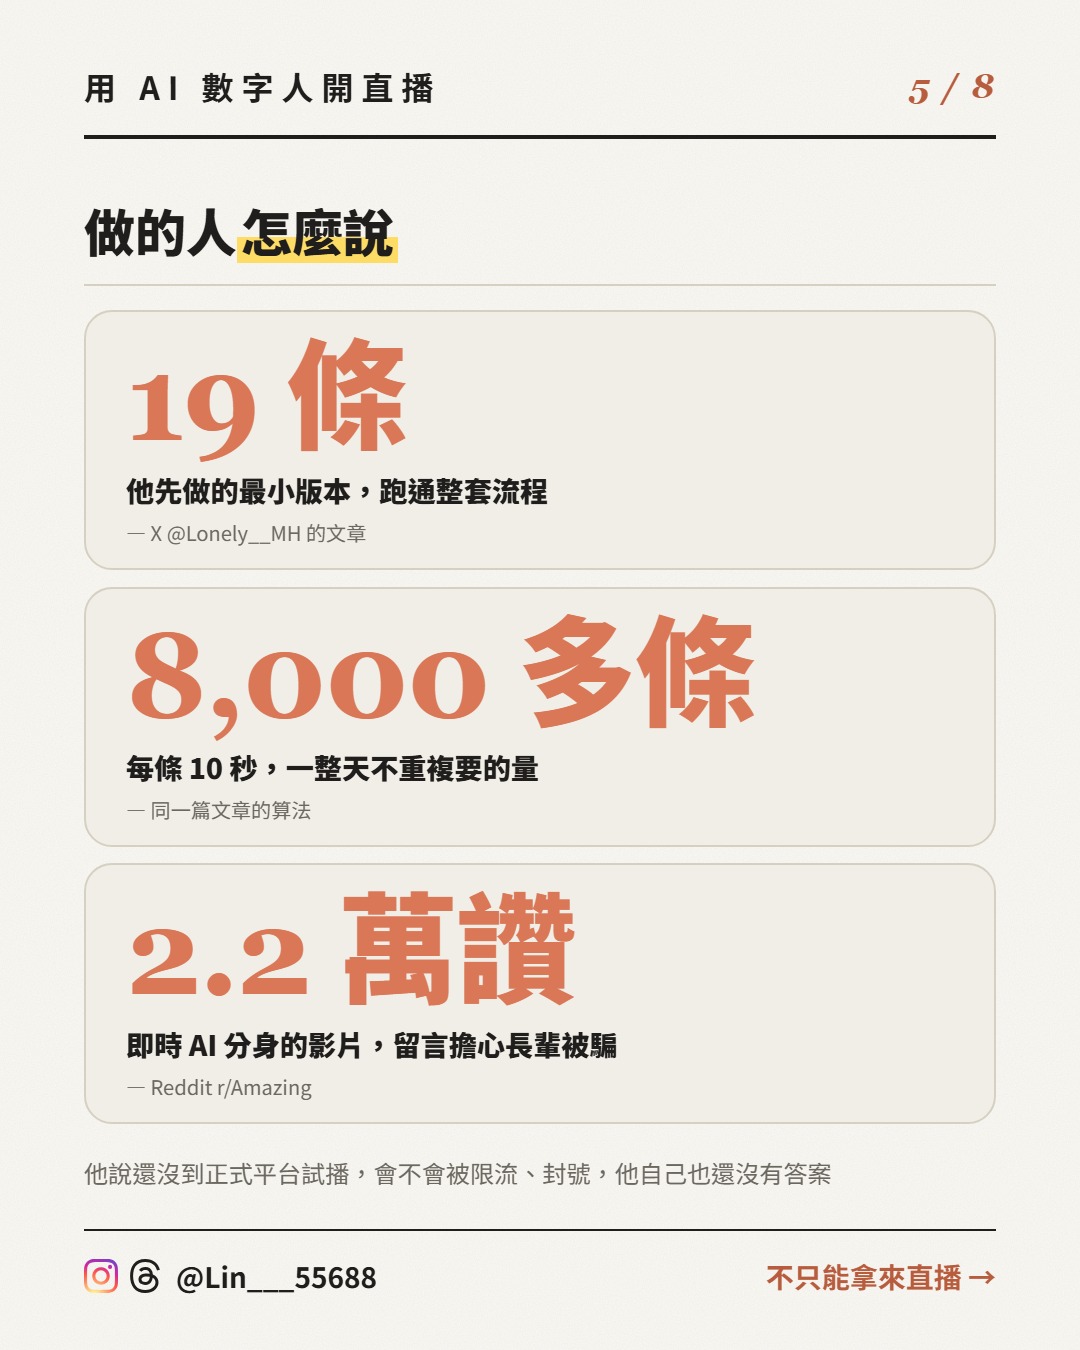 用 AI 數字人開直播
5 / 8
做的人怎麼說
19 條
他先做的最小版本，跑通整套流程
— X @Lonely__MH 的文章
8,000 多條
每條 10 秒，一整天不重複要的量
— 同一篇文章的算法
2.2 萬讚
即時 AI 分身的影片，留言擔心長輩被騙
— Reddit r/Amazing
他說還沒到正式平台試播，會不會被限流、封號，他自己也還沒有答案
@Lin___55688
不只能拿來直播 →